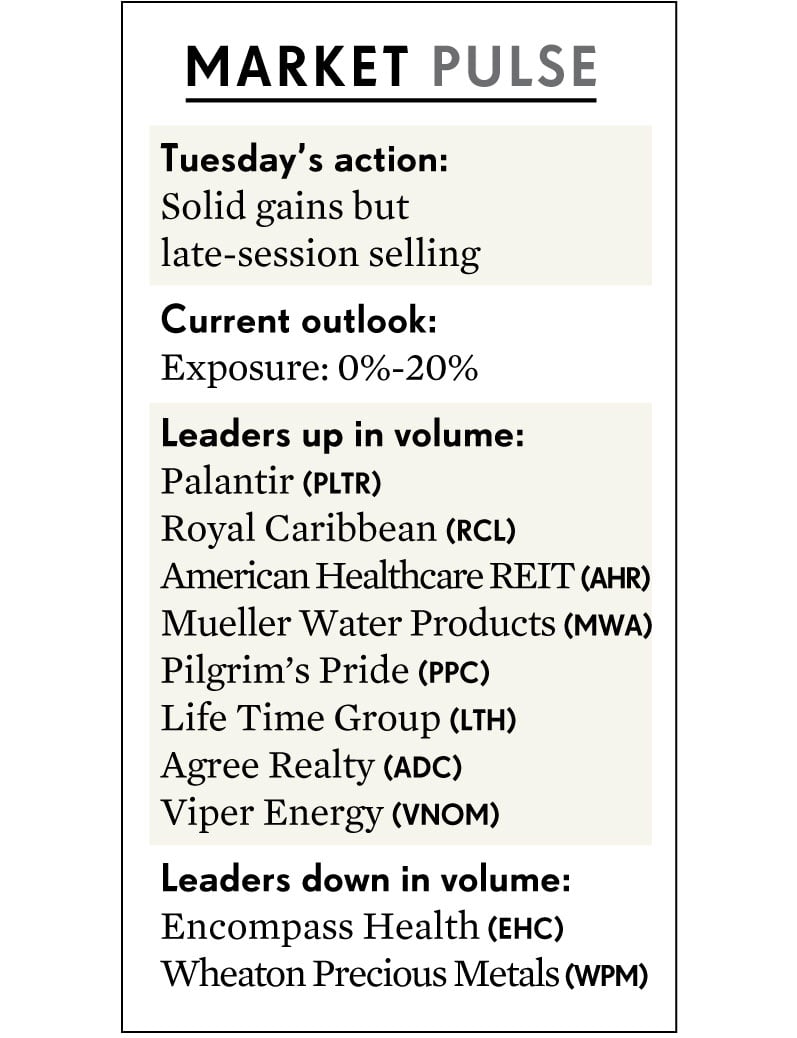 MARKET PULSE
Tuesday’s action:
Solid gains but
late-session selling
Current outlook:
Exposure: 0%-20%
Leaders up in volume:
Palantir (PLTR)
Royal Caribbean (RCL)
American Healthcare REIT (AHR)
Mueller Water Products (MWA)
Pilgrim’s Pride (PPC)
Life Time Group (LTH)
Agree Realty (ADC)
Viper Energy (VNOM)
Leaders down in volume:
Encompass Health (EHC)
Wheaton Precious Metals (WPM)